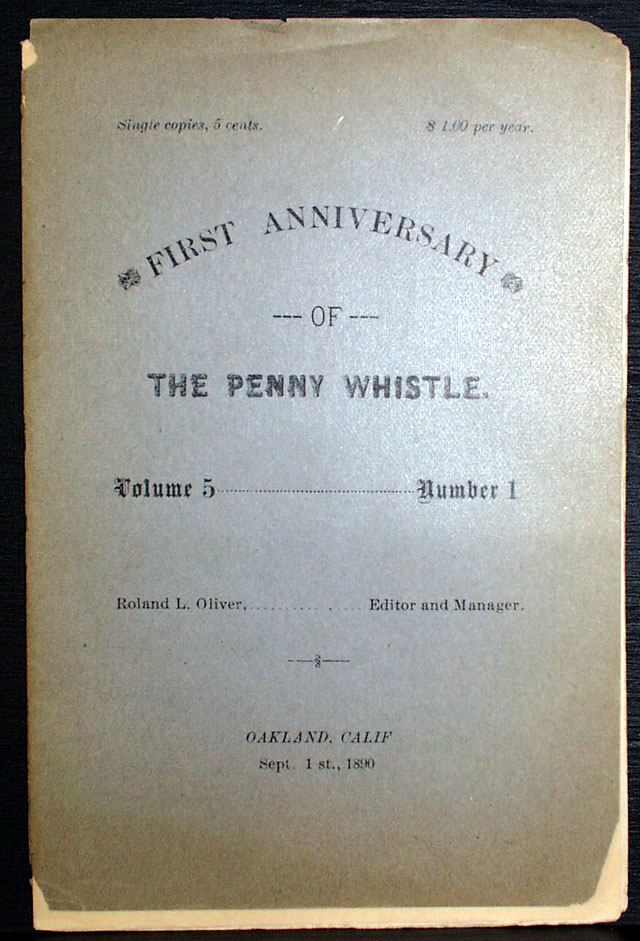 Single copies, 5 cents. $ 1.00 per year.
FIRST ANNIVERSARY
--- OF ---
THE PENNY WHISTLE.
Volume 5........................................Number 1
Roland L. Oliver,............. Editor and Manager.
OAKLAND, CALIF
Sept. 1 st., 1890